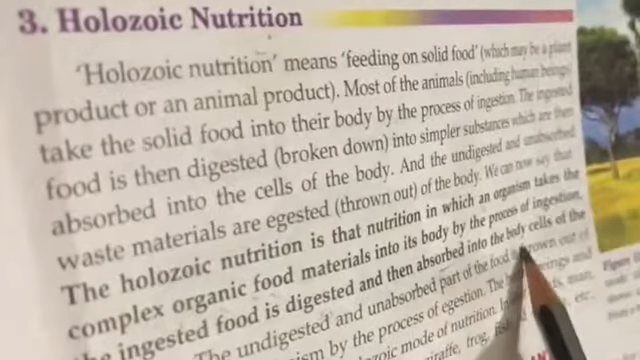 3. Holozoic Nutrition
'Holozoic nutrition' means 'feeding on solid food' (which may be a plant
product or an animal product). Most of the animals (including human beings)
take the solid food into their body by the process of ingestion. The ingested
food is then digested (broken down) into simpler substances which are then
absorbed into the cells of the body. And the undigested and unabsorbed
waste materials are egested (thrown out) of the body. We can now say that
The holozoic nutrition is that nutrition in which an organism takes the
complex organic food materials into its body by the process of ingestion,
ingested food is digested and then absorbed into the body cells of the
The undigested and unabsorbed part of the food thrown out of
by the process of egestion. The and
mode of nutrition. man,
giraffe, frog, etc.